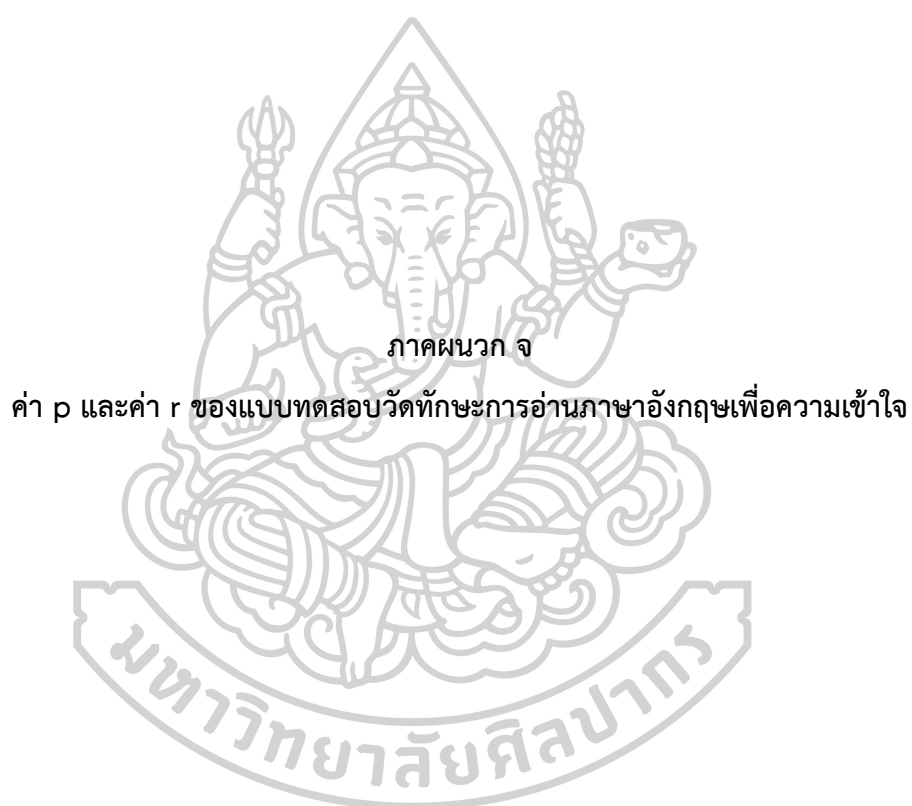 ภาคผนวก จ
ค่า p และค่า r ของแบบทดสอบวัดทักษะการอ่านภาษาอังกฤษเพื่อความเข้าใจ
มหาวิทยาลัยศิลปากร